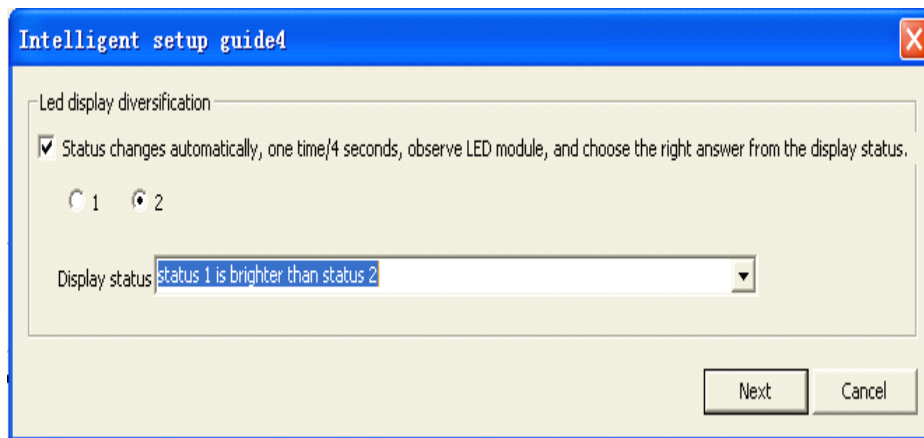 Intelligent setup guide4
Led display diversification
Status changes automatically, one time/4 seconds, observe LED module, and choose the right answer from the display status.
1 2
Display status status 1 is brighter than status 2
Next Cancel